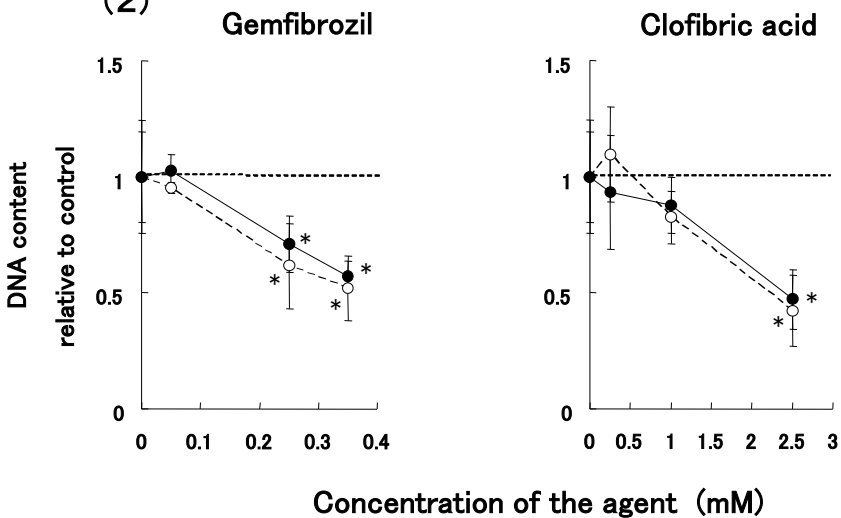 (2)
Gemfibrozil
Clofibric acid
DNA content
relative to control
1.5
1
0.5
0
0 0.1 0.2 0.3 0.4
* * * *
1.5
1
0.5
0
0 0.5 1 1.5 2 2.5 3
* *
Concentration of the agent (mM)